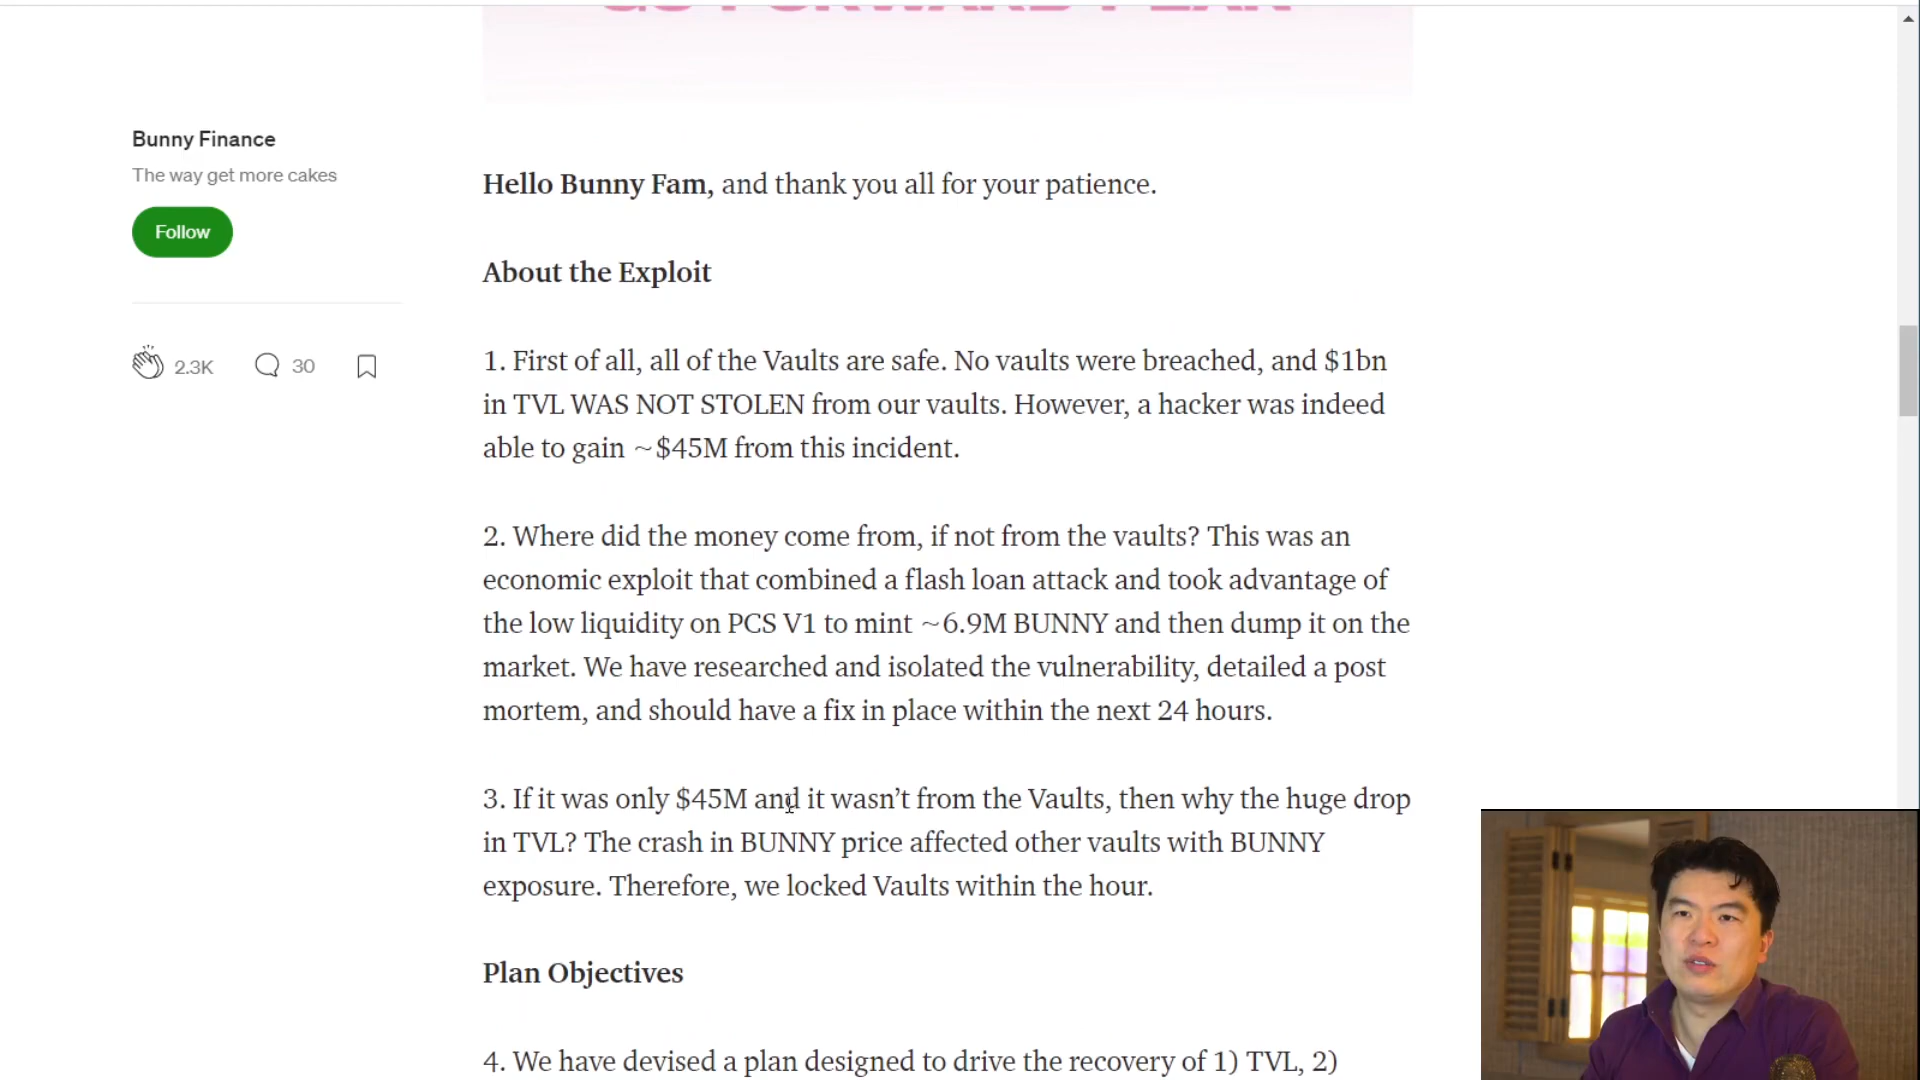 Bunny Finance
The way get more cakes
Follow
2.3K
30
Hello Bunny Fam, and thank you all for your patience.
About the Exploit
1. First of all, all of the Vaults are safe. No vaults were breached, and $1bn
in TVL WAS NOT STOLEN from our vaults. However, a hacker was indeed
able to gain ~$45M from this incident.
2. Where did the money come from, if not from the vaults? This was an
economic exploit that combined a flash loan attack and took advantage of
the low liquidity on PCS V1 to mint ~6.9M BUNNY and then dump it on the
market. We have researched and isolated the vulnerability, detailed a post
mortem, and should have a fix in place within the next 24 hours.
3. If it was only $45M and it wasn’t from the Vaults, then why the huge drop
in TVL? The crash in BUNNY price affected other vaults with BUNNY
exposure. Therefore, we locked Vaults within the hour.
Plan Objectives
4. We have devised a plan designed to drive the recovery of 1) TVL, 2)